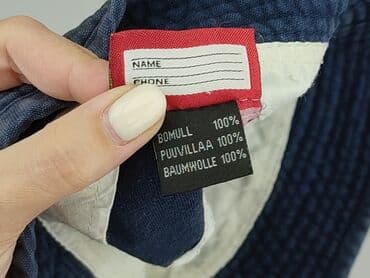 NAME
PHONE
BOMULL 100%
PUUVILLAA 100%
BAUMWOLLE 100%